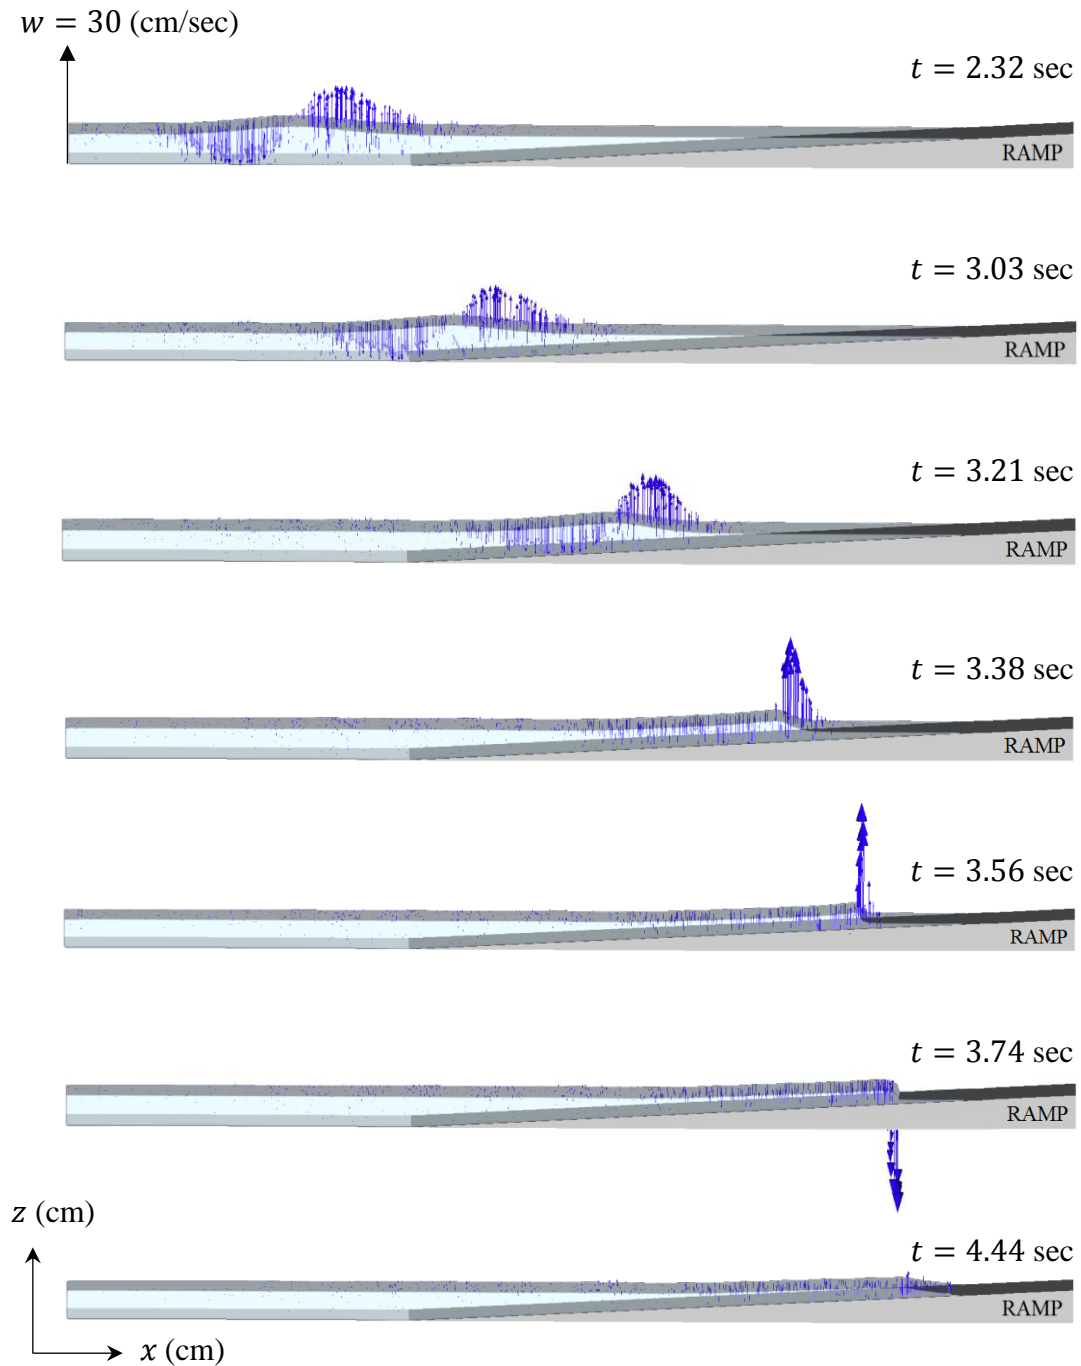 w = 30 (cm/sec)
t = 2.32 sec
RAMP
t = 3.03 sec
RAMP
t = 3.21 sec
RAMP
t = 3.38 sec
RAMP
t = 3.56 sec
RAMP
t = 3.74 sec
RAMP
z (cm)
t = 4.44 sec
RAMP
x (cm)